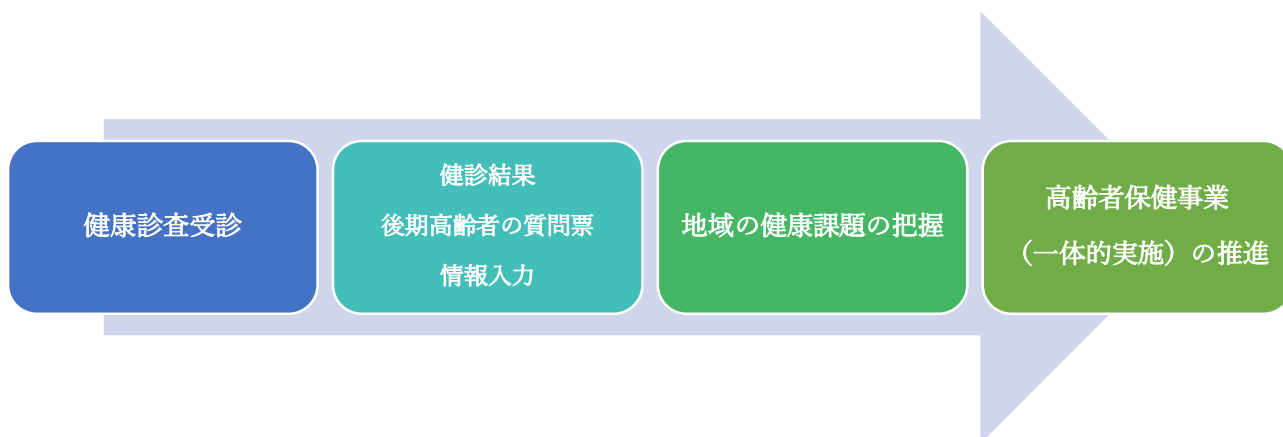 健康診査受診
健診結果
後期高齢者の質問票
情報入力
地域の健康課題の把握
高齢者保健事業
（一体的実施）の推進